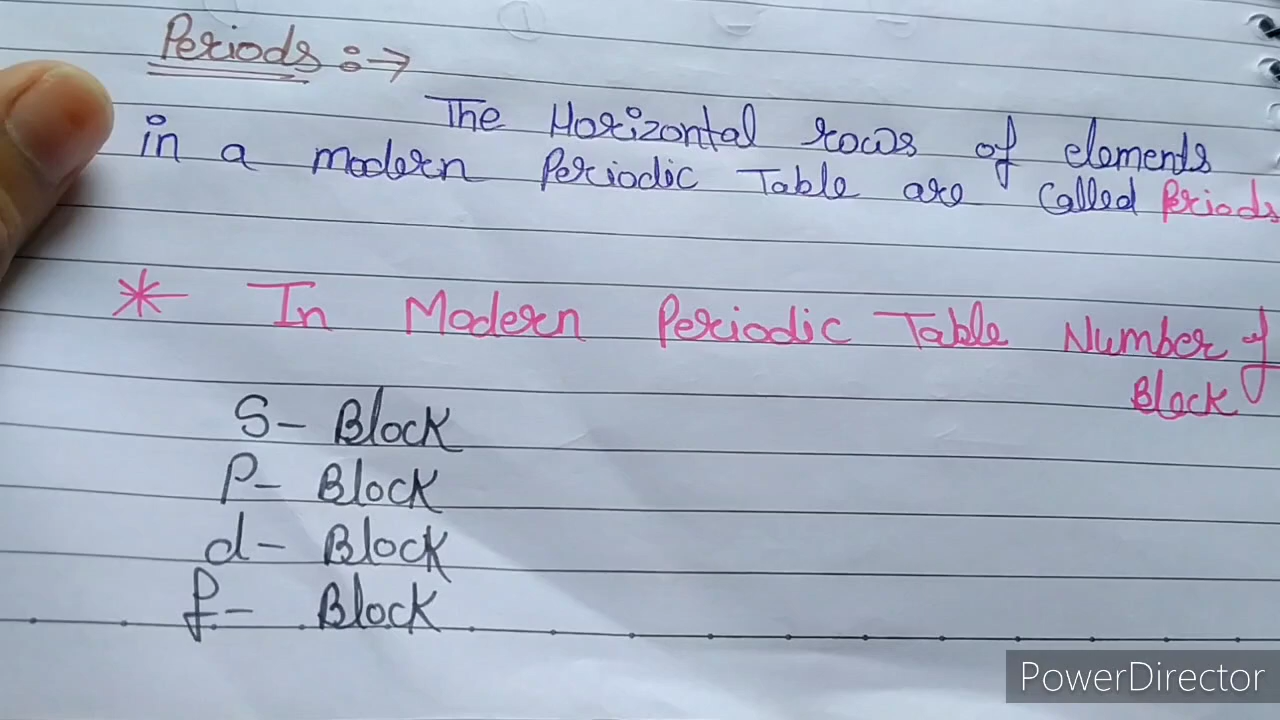 Periods :→
The Horizontal rows of elements
in a modern Periodic Table are called Periods
* In Modern Periodic Table Number of
Block
S- Block
P- Block
d- Block
f- Block
PowerDirector